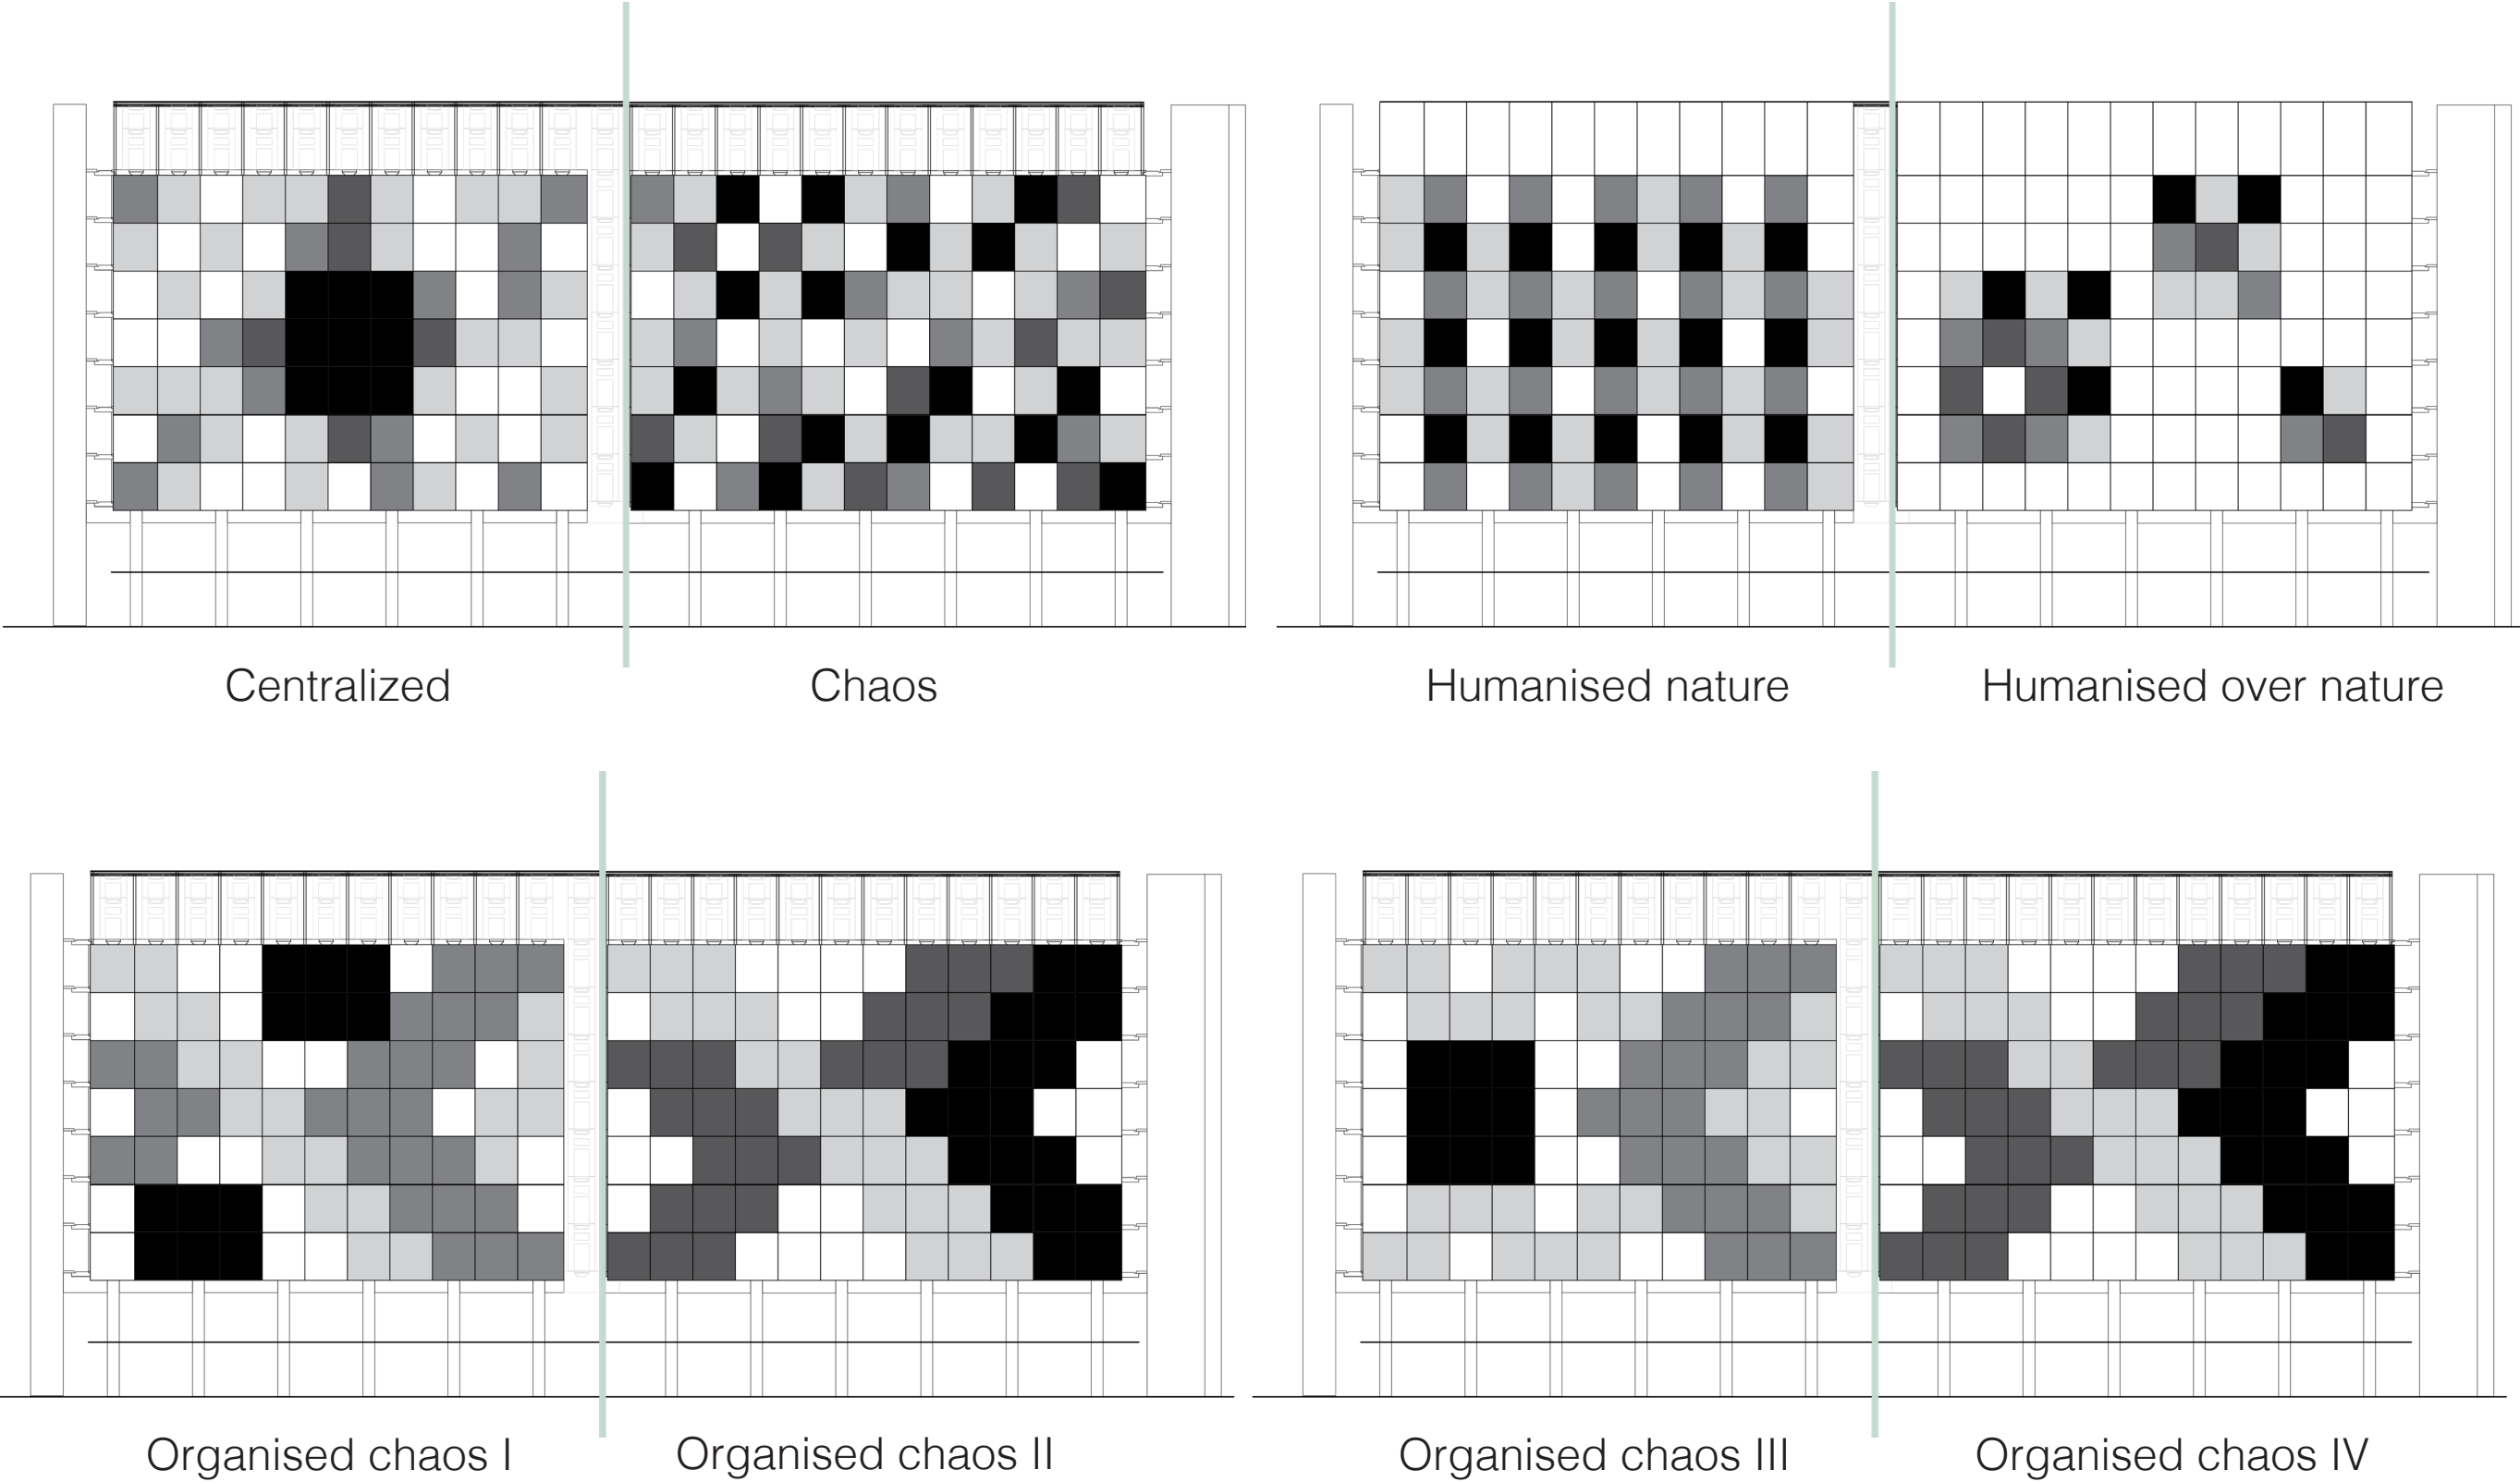 Centralized
Chaos
Humanised nature
Humanised over nature
Organised chaos I
Organised chaos II
Organised chaos III
Organised chaos IV